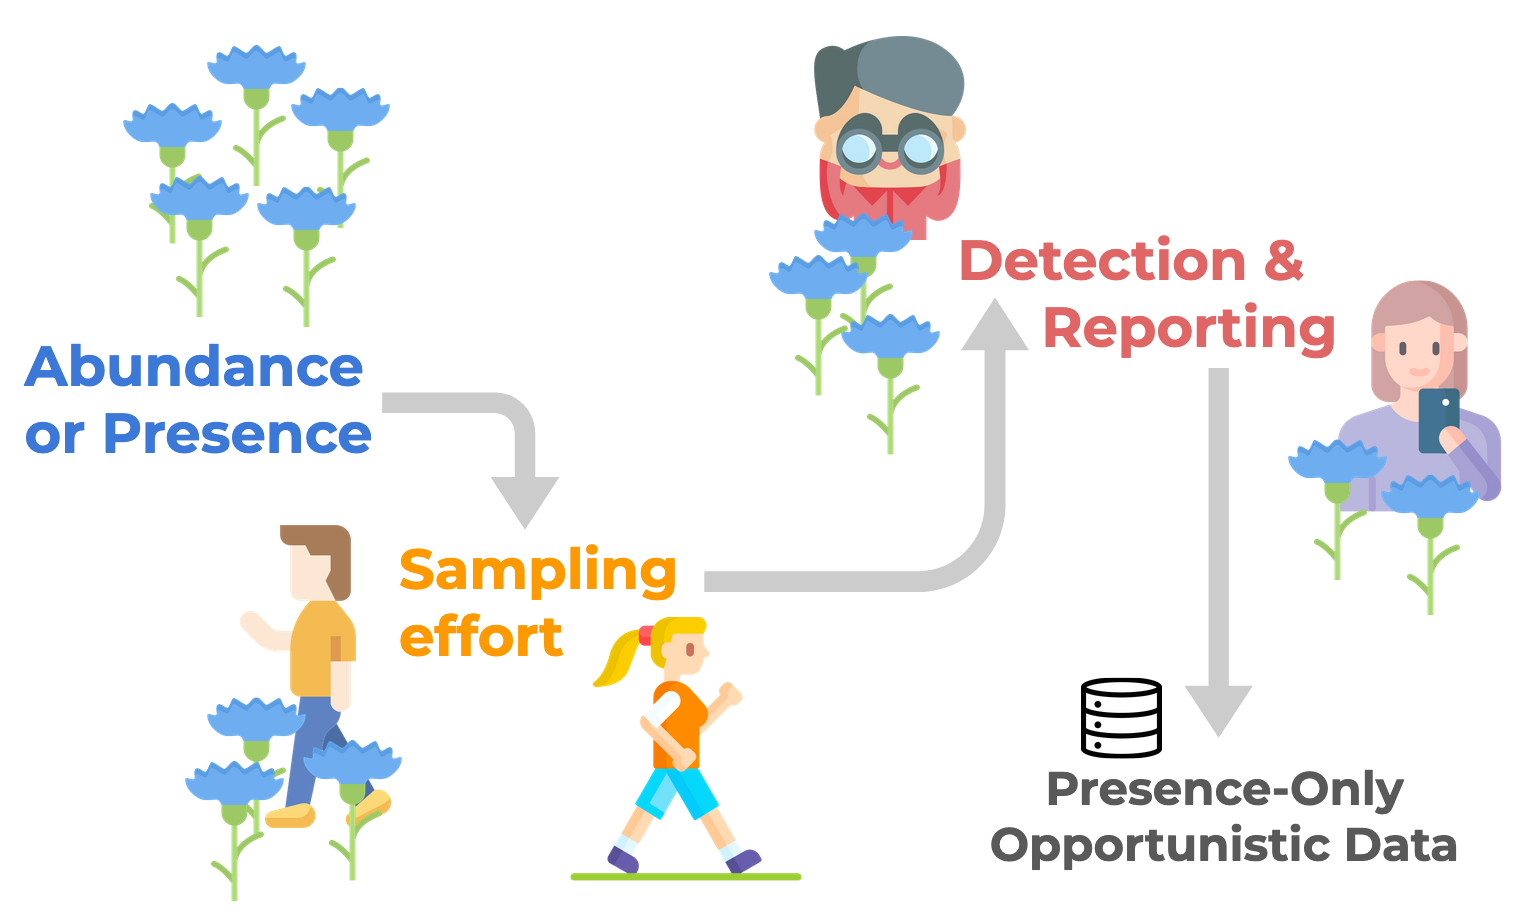 Abundance
or Presence
Sampling
effort
Detection &
Reporting
Presence-Only
Opportunistic Data